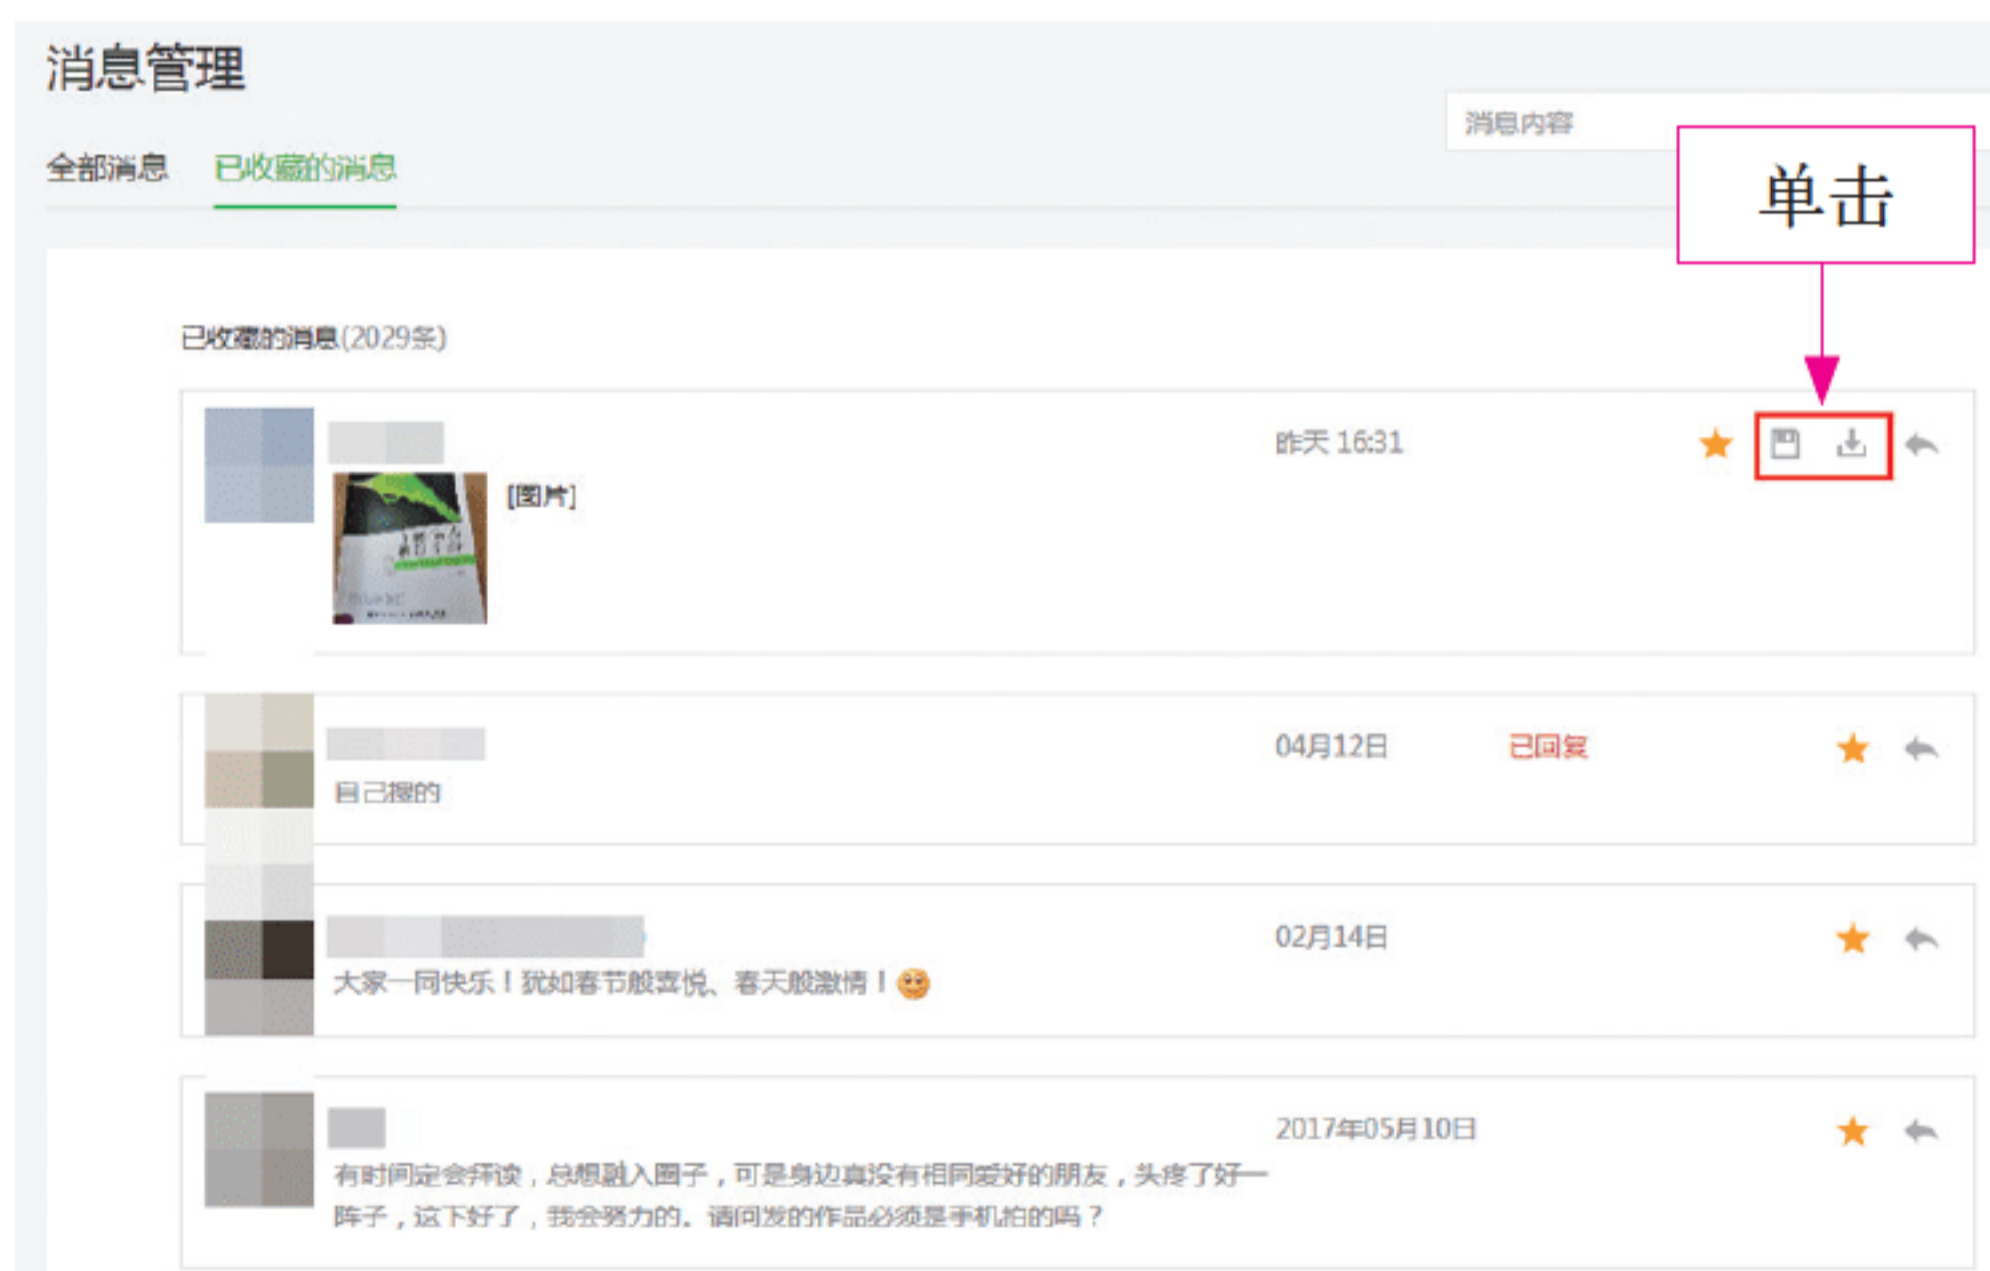 消息管理
消息内容
全部消息 已收藏的消息
单击
已收藏的消息(2029条)
昨天 16:31
[图片]
04月12日 已回复
自己搜的
02月14日
大家一同快乐！犹如春节般喜悦、春天般激情！
2017年05月10日
有时间定会拜读，总想融入圈子，可是身边真没有相同爱好的朋友，头疼了好一
阵子，这下好了，我会努力的。请问发的作品必须是手机拍的吗？